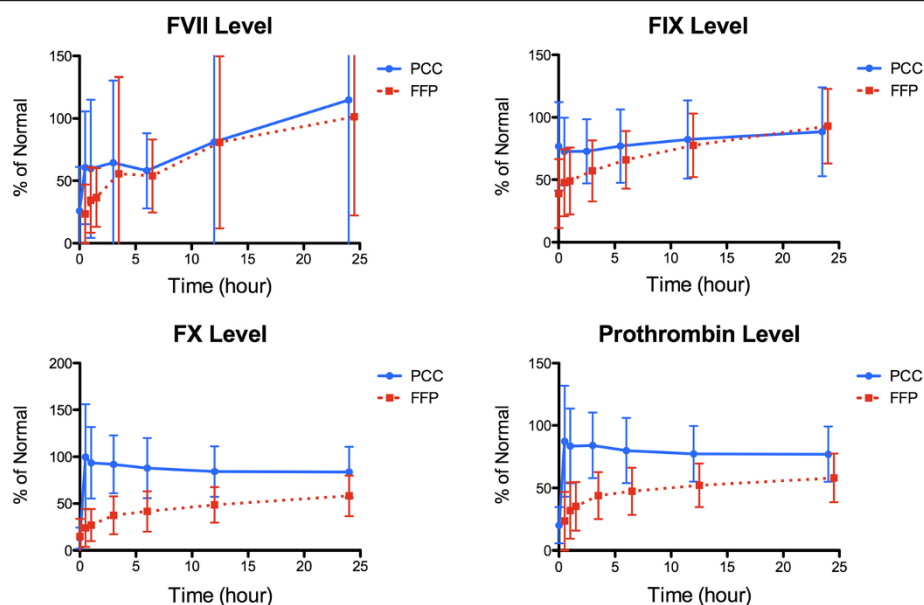 FVII Level
150
100
50
0
% of Normal
0 5 10 15 20 25
Time (hour)
PCC
FFP
FIX Level
150
100
50
0
% of Normal
0 5 10 15 20 25
Time (hour)
PCC
FFP
FX Level
200
150
100
50
0
% of Normal
0 5 10 15 20 25
Time (hour)
PCC
FFP
Prothrombin Level
150
100
50
0
% of Normal
0 5 10 15 20 25
Time (hour)
PCC
FFP